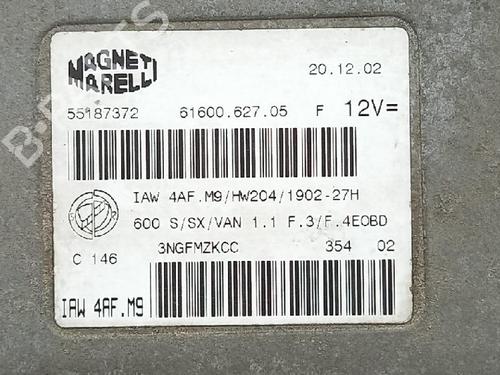 MAGNETI
MARELLI
20.12.02
55187372
61600.627.05
F
12V=
IAW 4AF.M9/HW204/1902-27H
600 S/SX/VAN 1.1 F.3/F.4EOBD
3NGFMZKCC
354 02
C 146
IAW 4AF.M9